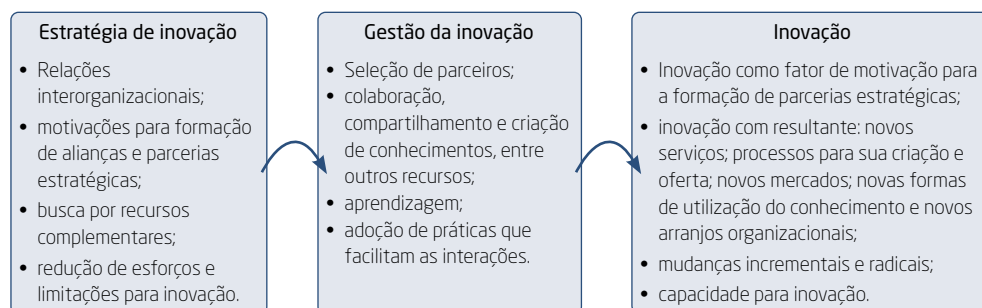 Estratégia de inovação
• Relações
interorganizacionais;
• motivações para formação
de alianças e parcerias
estratégicas;
• busca por recursos
complementares;
• redução de esforços e
limitações para inovação.
Gestão da inovação
• Seleção de parceiros;
• colaboração,
compartilhamento e criação
de conhecimentos, entre
outros recursos;
• aprendizagem;
• adoção de práticas que
facilitam as interações.
Inovação
• Inovação como fator de motivação para
a formação de parcerias estratégicas;
• inovação com resultante: novos
serviços; processos para sua criação e
oferta; novos mercados; novas formas
de utilização do conhecimento e novos
arranjos organizacionais;
• mudanças incrementais e radicais;
• capacidade para inovação.